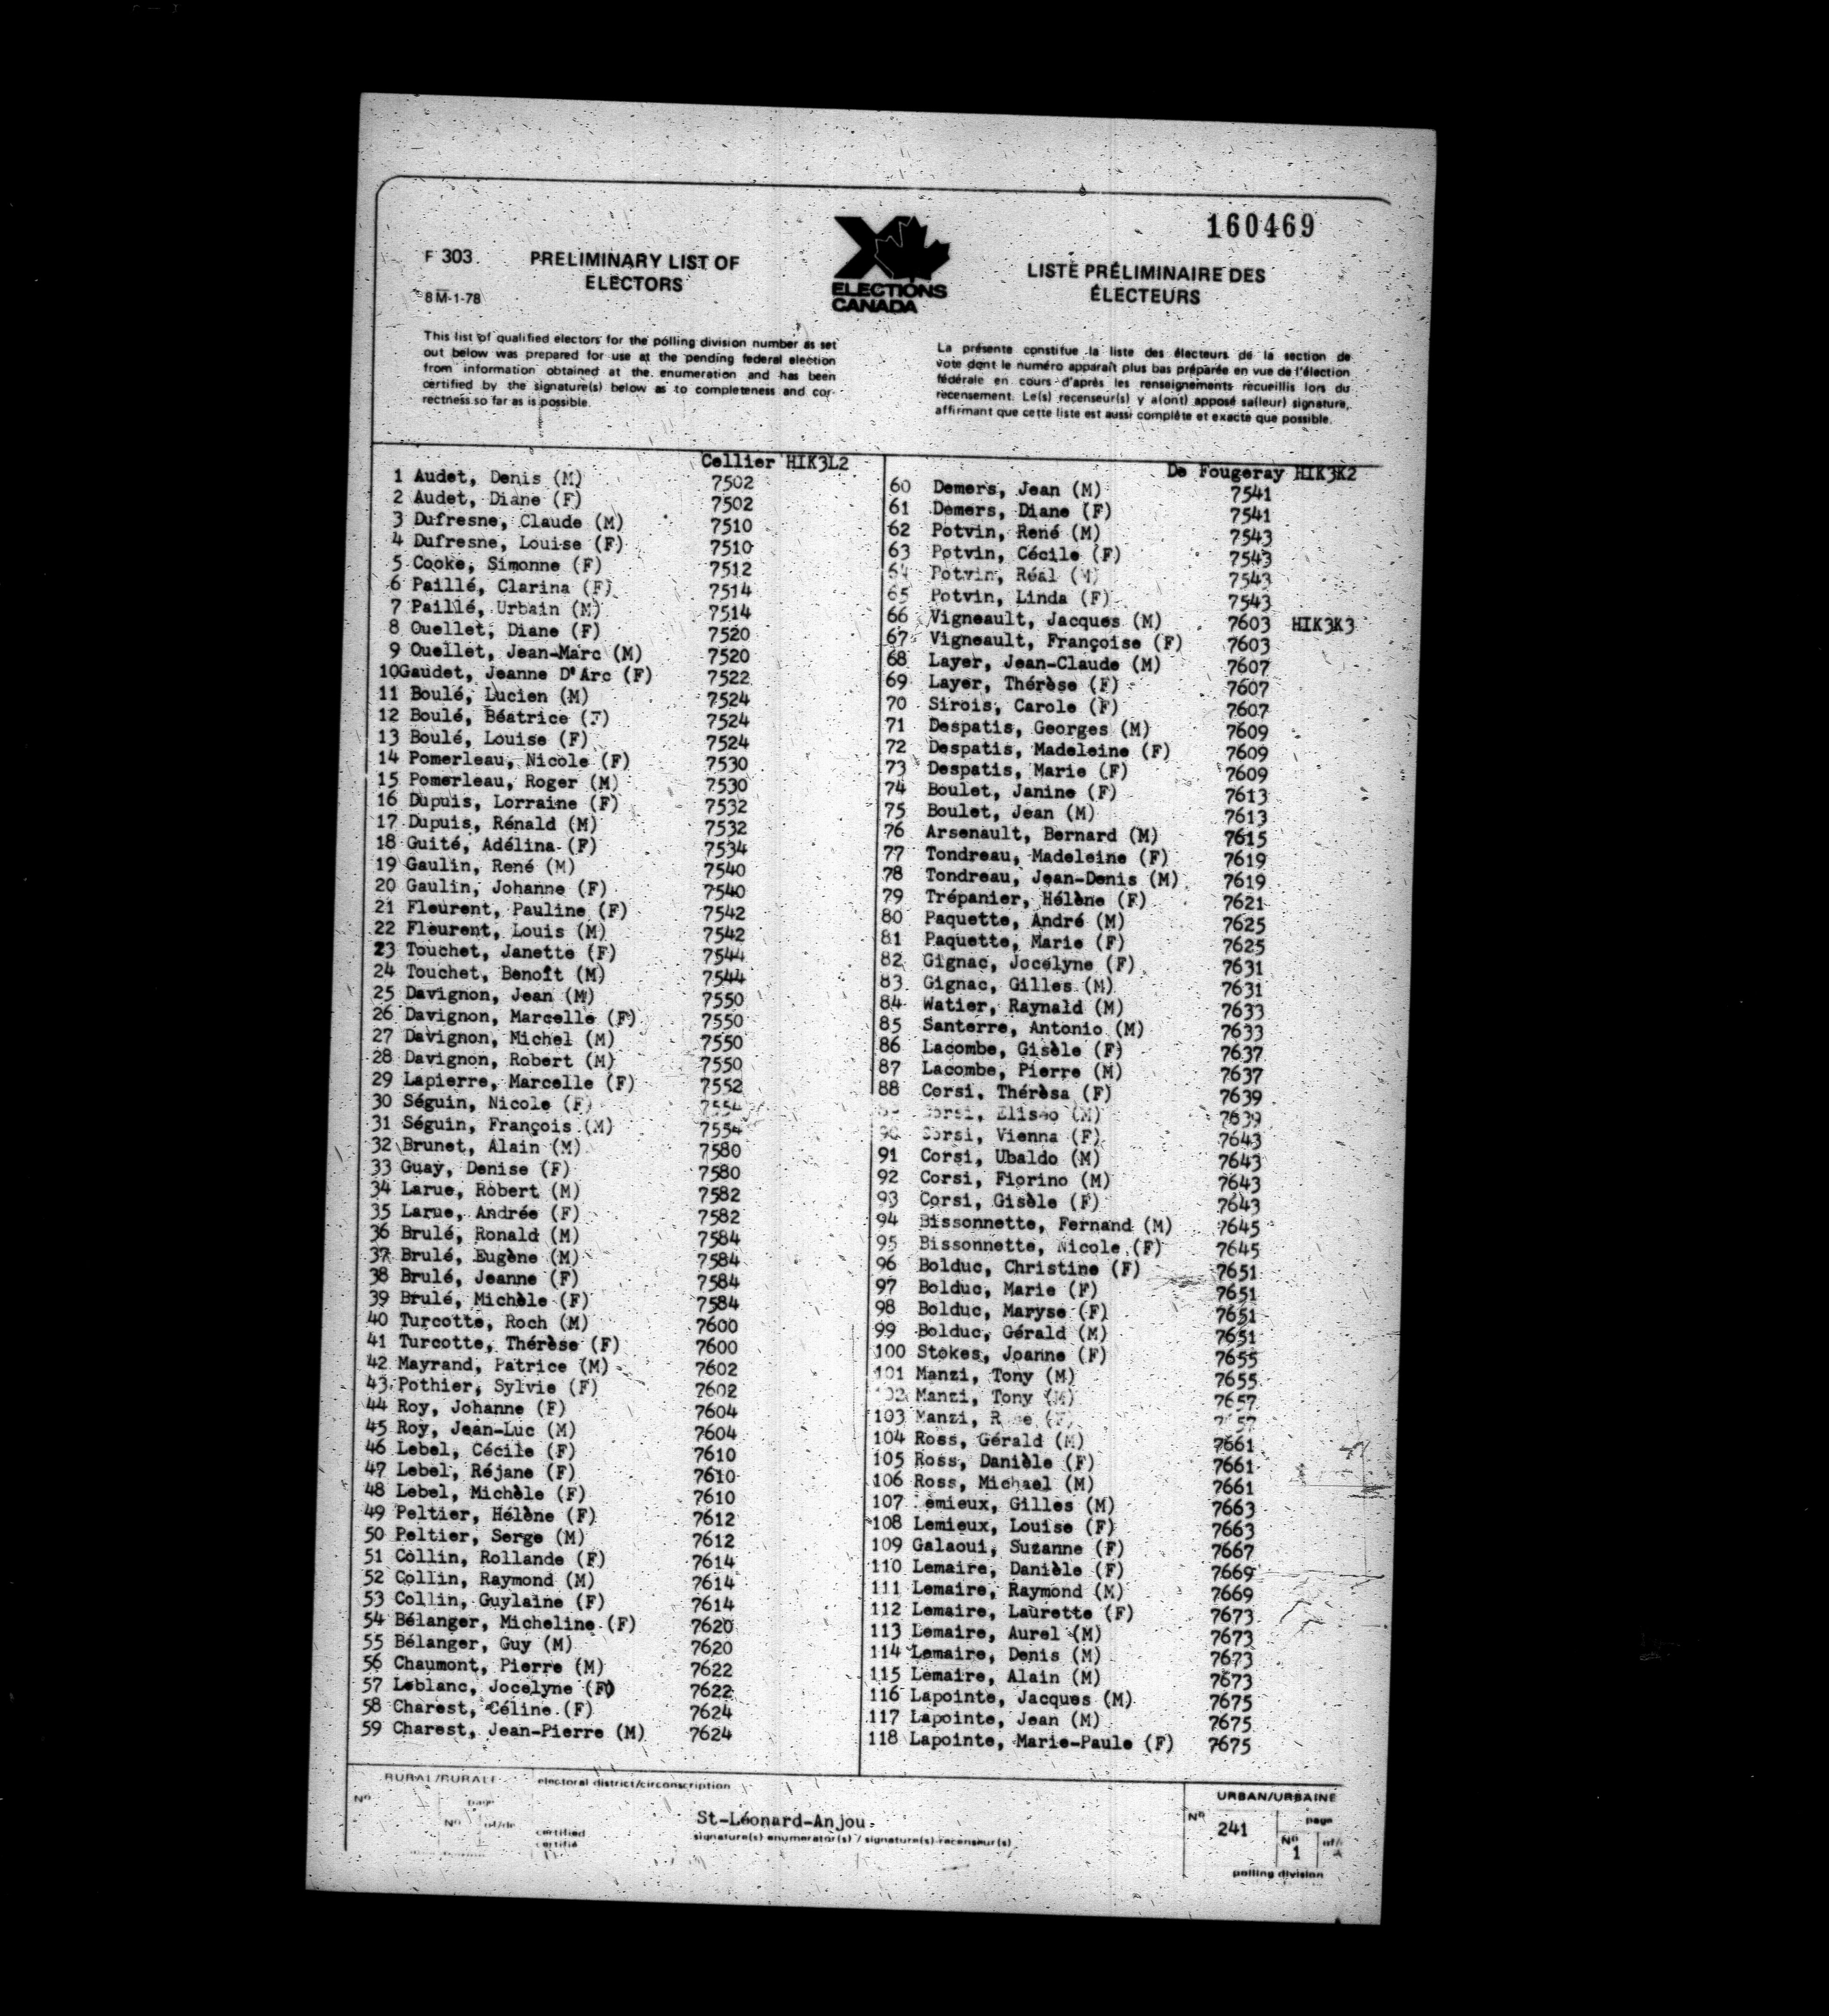 160469
F 303
PRELIMINARY LIST OF
ELECTORS
8 M-1-78
ELECTIONS
CANADA
LISTE PRÉLIMINAIRE DES
ÉLECTEURS
This list of qualified electors for the polling division number as set
out below was prepared for use at the pending federal election
from information obtained at the enumeration and has been
certified by the signature(s) below as to completeness and cor-
rectness so far as is possible.
La présente constitue la liste des électeurs de la section de
vote dont le numéro apparaît plus bas préparée en vue de l'élection
fédérale en cours d'après les renseignements recueillis lors du
recensement. Le(s) recenseur(s) y a(ont) apposé sa(leur) signature,
affirmant que cette liste est aussi complète et exacte que possible.
Cellier HIK3L2
1 Audet, Denis (M) 7502
2 Audet, Diane (F) 7502
3 Dufresne, Claude (M) 7510
4 Dufresne, Louise (F) 7510
5 Cooke, Simonne (F) 7512
6 Paillé, Clarina (F) 7514
7 Paillé, Urbain (M) 7514
8 Ouellet, Diane (F) 7520
9 Ouellet, Jean-Marc (M) 7520
10Gaudet, Jeanne D'Arc (F) 7522
11 Boulé, Lucien (M) 7524
12 Boulé, Béatrice (F) 7524
13 Boulé, Louise (F) 7524
14 Pomerleau, Nicole (F) 7530
15 Pomerleau, Roger (M) 7530
16 Dupuis, Lorraine (F) 7532
17 Dupuis, Rénald (M) 7532
18 Guité, Adélina (F) 7534
19 Gaulin, René (M) 7540
20 Gaulin, Johanne (F) 7540
21 Fleurent, Pauline (F) 7542
22 Fleurent, Louis (M) 7542
23 Touchet, Janette (F) 7544
24 Touchet, Benoît (M) 7544
25 Davignon, Jean (M) 7550
26 Davignon, Marcelle (F) 7550
27 Davignon, Michel (M) 7550
28 Davignon, Robert (M) 7550
29 Lapierre, Marcelle (F) 7552
30 Séguin, Nicole (F) 7554
31 Séguin, François (M) 7554
32 Brunet, Alain (M) 7580
33 Guay, Denise (F) 7580
34 Larue, Robert (M) 7582
35 Larue, Andrée (F) 7582
36 Brulé, Ronald (M) 7584
37 Brulé, Eugène (M) 7584
38 Brulé, Jeanne (F) 7584
39 Brulé, Michèle (F) 7584
40 Turcotte, Roch (M) 7600
41 Turcotte, Thérèse (F) 7600
42 Mayrand, Patrice (M) 7602
43 Pothier, Sylvie (F) 7602
44 Roy, Johanne (F) 7604
45 Roy, Jean-Luc (M) 7604
46 Lebel, Cécile (F) 7610
47 Lebel, Réjane (F) 7610
48 Lebel, Michèle (F) 7610
49 Peltier, Hélène (F) 7612
50 Peltier, Serge (M) 7612
51 Collin, Rollande (F) 7614
52 Collin, Raymond (M) 7614
53 Collin, Guylaine (F) 7614
54 Bélanger, Micheline (F) 7620
55 Bélanger, Guy (M) 7620
56 Chaumont, Pierre (M) 7622
57 Leblanc, Jocelyne (F) 7622
58 Charest, Céline (F) 7624
59 Charest, Jean-Pierre (M) 7624
De Fougeray HIK3K2
60 Demers, Jean (M) 7541
61 Demers, Diane (F) 7541
62 Potvin, René (M) 7543
63 Potvin, Cécile (F) 7543
64 Potvin, Réal (M) 7543
65 Potvin, Linda (F) 7543
66 Vigneault, Jacques (M) 7603 HIK3K3
67 Vigneault, Françoise (F) 7603
68 Layer, Jean-Claude (M) 7607
69 Layer, Thérèse (F) 7607
70 Sirois, Carole (F) 7607
71 Despatis, Georges (M) 7609
72 Despatis, Madeleine (F) 7609
73 Despatis, Marie (F) 7609
74 Boulet, Janine (F) 7613
75 Boulet, Jean (M) 7613
76 Arsenault, Bernard (M) 7615
77 Tondreau, Madeleine (F) 7619
78 Tondreau, Jean-Denis (M) 7619
79 Trépanier, Hélène (F) 7621
80 Paquette, André (M) 7625
81 Paquette, Marie (F) 7625
82 Gignac, Jocelyne (F) 7631
83 Gignac, Gilles (M) 7631
84 Watier, Raynald (M) 7633
85 Santerre, Antonio (M) 7633
86 Lacombe, Gisèle (F) 7637
87 Lacombe, Pierre (M) 7637
88 Corsi, Thérèsa (F) 7639
Corsi, Eliseo (M) 7639
90 Corsi, Vienna (F) 7643
91 Corsi, Ubaldo (M) 7643
92 Corsi, Fiorino (M) 7643
93 Corsi, Gisèle (F) 7643
94 Bissonnette, Fernand (M) 7645
95 Bissonnette, Nicole (F) 7645
96 Bolduc, Christine (F) 7651
97 Bolduc, Marie (F) 7651
98 Bolduc, Maryse (F) 7651
99 Bolduc, Gérald (M) 7651
100 Stokes, Joanne (F) 7655
101 Manzi, Tony (M) 7655
102 Manzi, Tony (M) 7657
103 Manzi,
104 Ross, Gérald (M) 7661
105 Ross, Danièle (F) 7661
106 Ross, Michael (M) 7661
107 Lemieux, Gilles (M) 7663
108 Lemieux, Louise (F) 7663
109 Galaoui, Suzanne (F) 7667
110 Lemaire, Danièle (F) 7669
111 Lemaire, Raymond (M) 7669
112 Lemaire, Laurette (F) 7673
113 Lemaire, Aurel (M) 7673
114 Lemaire, Denis (M) 7673
115 Lemaire, Alain (M) 7673
116 Lapointe, Jacques (M) 7675
117 Lapointe, Jean (M) 7675
118 Lapointe, Marie-Paule (F) 7675
RURAL/RURALE electoral district/circonscription
Nº page
Nº of/de
certified
certifié
St-Léonard-Anjou
signature(s) enumerator(s) / signature(s) recenseur(s)
URBAN/URBAINE
Nº 241
page
Nº 1
polling division